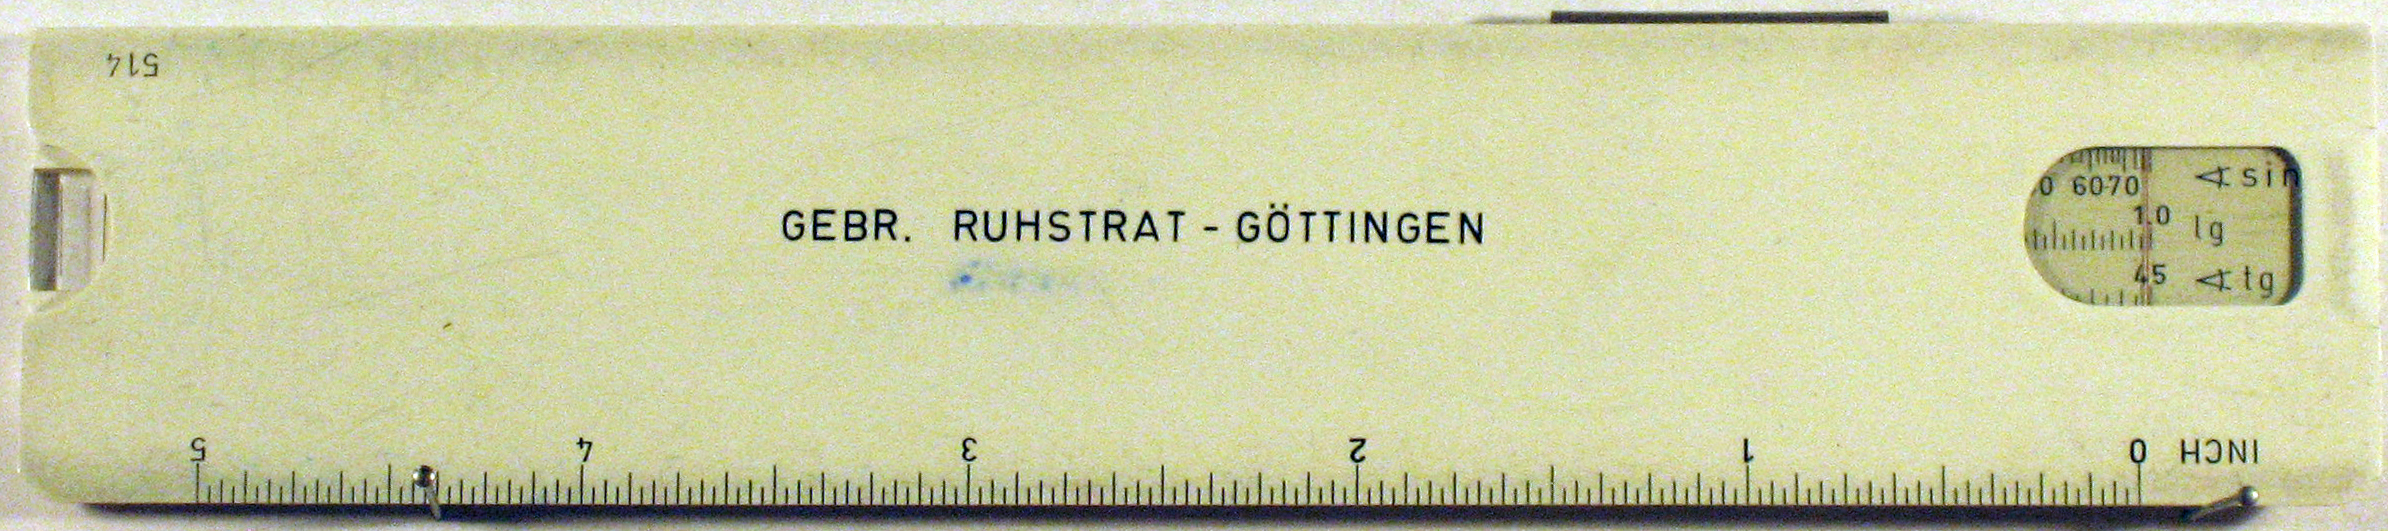 514
GEBR. RUHSTRAT - GÖTTINGEN
0 60 70 ∢ sin
1.0 lg
45 ∢ tg
5 4 3 2 1 0 INCH